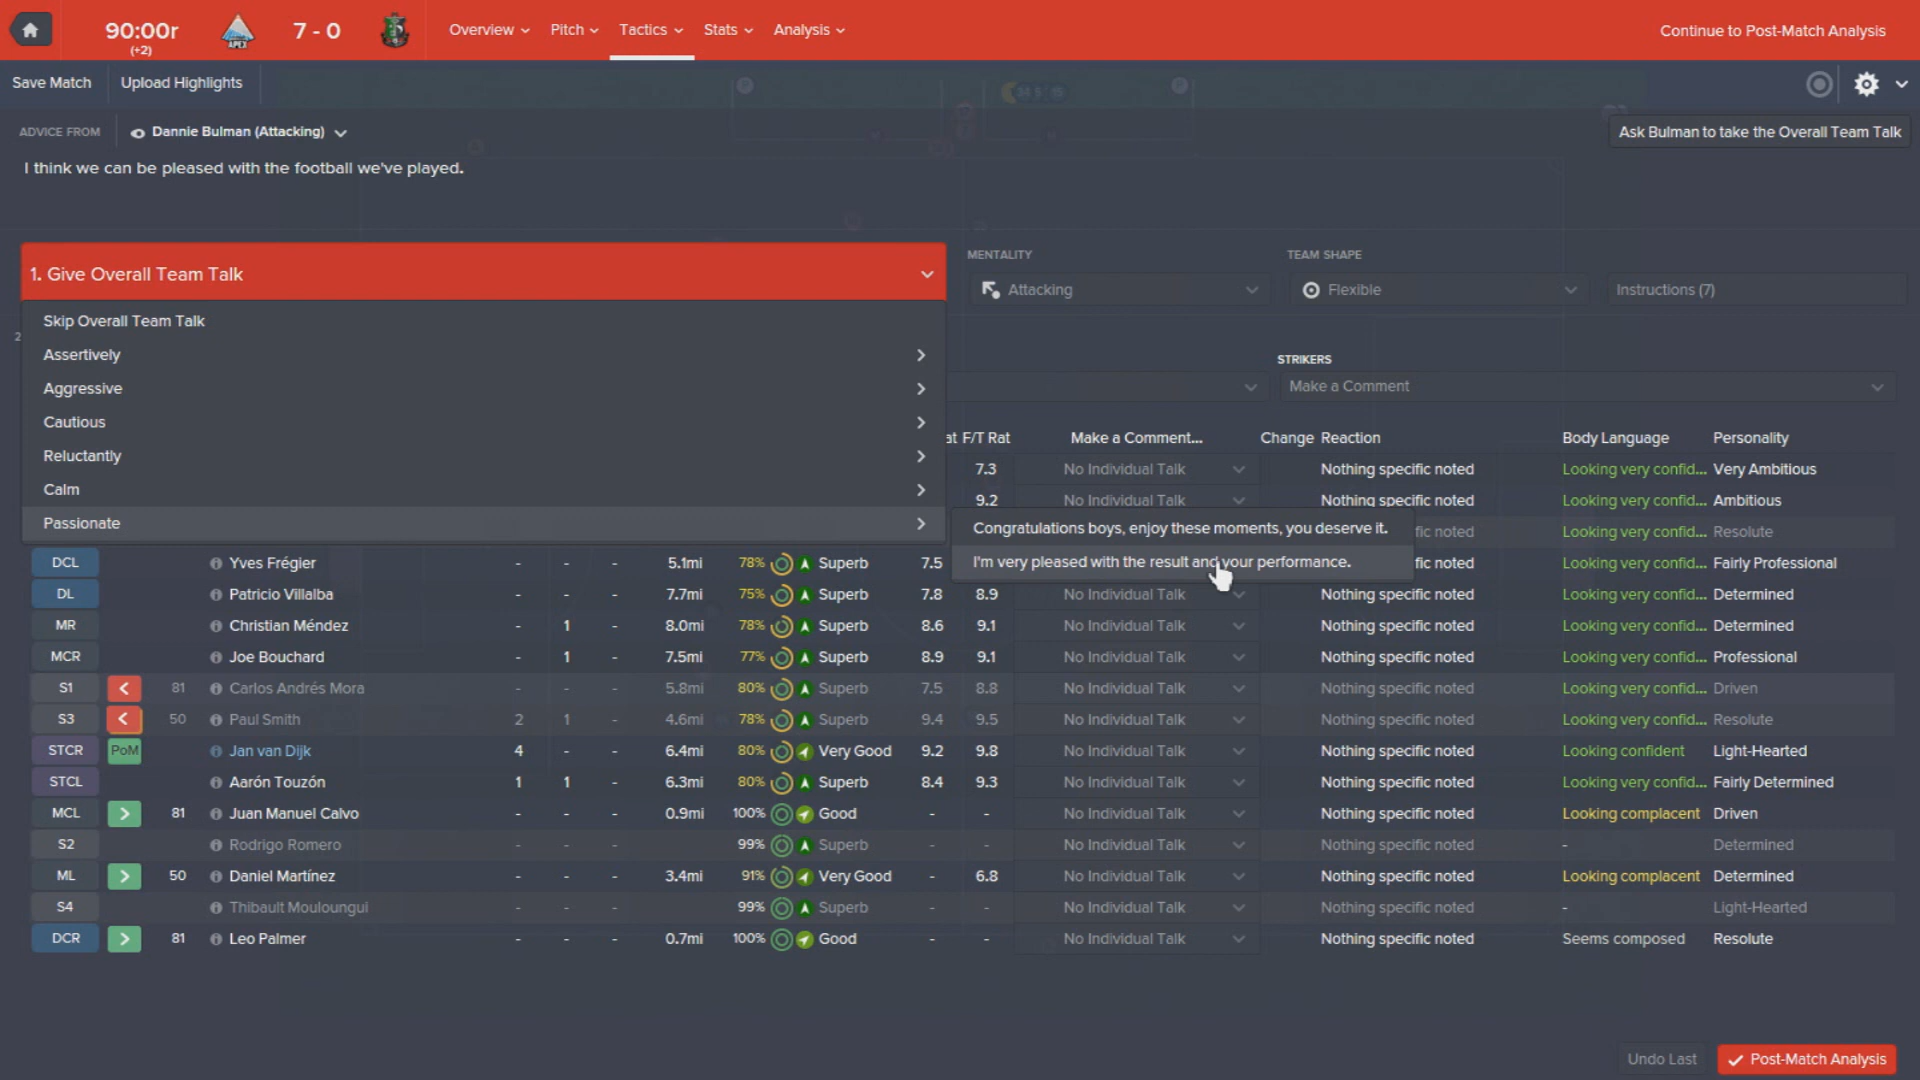 90:00r
(+2)
APEX
7 - 0
Overview
Pitch
Tactics
Stats
Analysis
Continue to Post-Match Analysis
Save Match
Upload Highlights
ADVICE FROM
Dannie Bulman (Attacking)
Ask Bulman to take the Overall Team Talk
I think we can be pleased with the football we've played.
1. Give Overall Team Talk
MENTALITY
TEAM SHAPE
Attacking
Flexible
Instructions (7)
Skip Overall Team Talk
Assertively
Aggressive
Cautious
Reluctantly
Calm
Passionate
2
STRIKERS
Make a Comment
at F/T Rat Make a Comment... Change Reaction Body Language Personality
7.3 No Individual Talk Nothing specific noted Looking very confid... Very Ambitious
9.2 No Individual Talk Nothing specific noted Looking very confid... Ambitious
Congratulations boys, enjoy these moments, you deserve it.
fic noted Looking very confid... Resolute
I'm very pleased with the result and your performance.
DCL Yves Frégier - - - 5.1mi 78% Superb 7.5 fic noted Looking very confid... Fairly Professional
DL Patricio Villalba - - - 7.7mi 75% Superb 7.8 8.9 No Individual Talk Nothing specific noted Looking very confid... Determined
MR Christian Méndez - 1 - 8.0mi 78% Superb 8.6 9.1 No Individual Talk Nothing specific noted Looking very confid... Determined
MCR Joe Bouchard - 1 - 7.5mi 77% Superb 8.9 9.1 No Individual Talk Nothing specific noted Looking very confid... Professional
S1 81 Carlos Andrés Mora - - - 5.8mi 80% Superb 7.5 8.8 No Individual Talk Nothing specific noted Looking very confid... Driven
S3 50 Paul Smith 2 1 - 4.6mi 78% Superb 9.4 9.5 No Individual Talk Nothing specific noted Looking very confid... Resolute
STCR PoM Jan van Dijk 4 - - 6.4mi 80% Very Good 9.2 9.8 No Individual Talk Nothing specific noted Looking confident Light-Hearted
STCL Aarón Touzón 1 1 - 6.3mi 80% Superb 8.4 9.3 No Individual Talk Nothing specific noted Looking very confid... Fairly Determined
MCL 81 Juan Manuel Calvo - - - 0.9mi 100% Good - - No Individual Talk Nothing specific noted Looking complacent Driven
S2 Rodrigo Romero - - - 99% Superb - - No Individual Talk Nothing specific noted - Determined
ML 50 Daniel Martínez - - - 3.4mi 91% Very Good - 6.8 No Individual Talk Nothing specific noted Looking complacent Determined
S4 Thibault Mouloungui - - - 99% Superb - - No Individual Talk Nothing specific noted - Light-Hearted
DCR 81 Leo Palmer - - - 0.7mi 100% Good - - No Individual Talk Nothing specific noted Seems composed Resolute
Undo Last
Post-Match Analysis